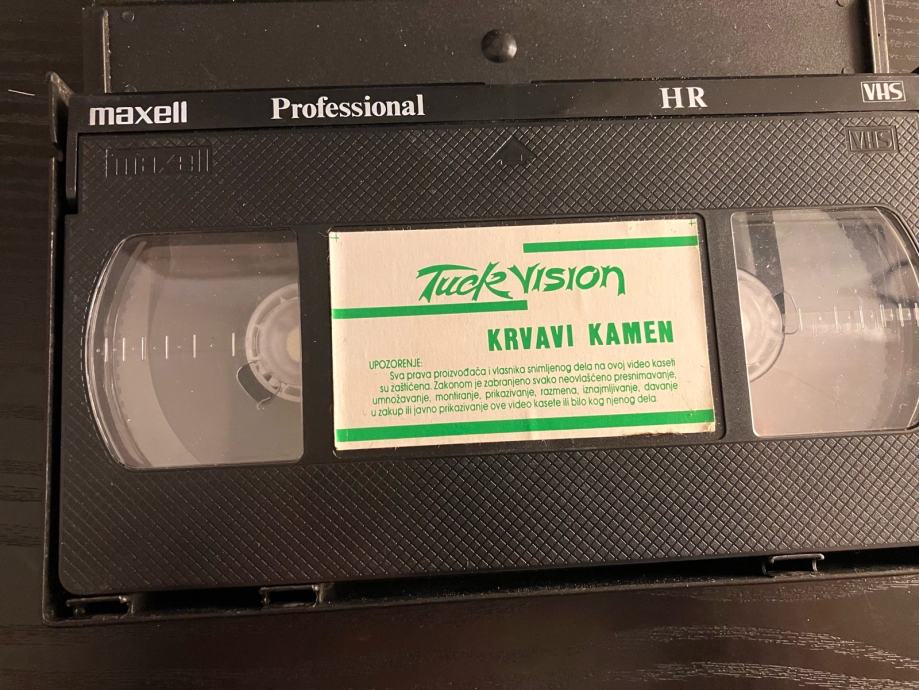 maxell Professional HR VHS
maxell VHS
Tuck Vision
KRVAVI KAMEN
UPOZORENJE:
Sva prava proizvođača i vlasnika snimljenog dela na ovoj video kaseti
su zaštićena. Zakonom je zabranjeno svako neovlašćeno presnimavanje,
umnožavanje, montiranje, prikazivanje, razmena, iznajmljivanje, davanje
u zakup ili javno prikazivanje ove video kasete ili bilo kog njenog dela.